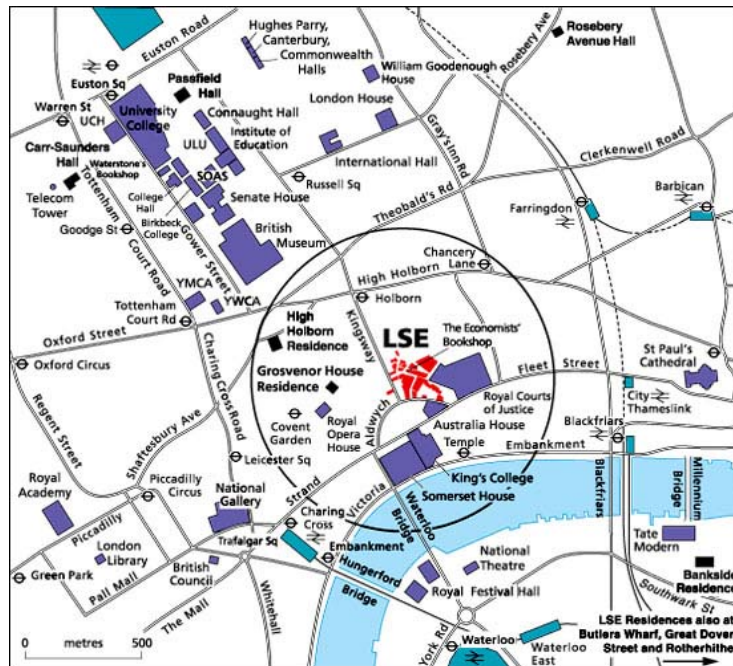 Euston Road
Hughes Parry,
Canterbury,
Commonwealth
Halls
William Goodenough
House
Rosebery Ave
Rosebery
Avenue Hall
Euston Sq
Passfield
Hall
Warren St
UCH
University
College
Connaught Hall
London House
ULU
Institute of
Education
Gray's Inn Rd
Clerkenwell Road
Carr-Saunders
Hall
Waterstone's
Bookshop
SOAS
International Hall
Russell Sq
Theobald's Rd
Barbican
Telecom
Tower
Tottenham
Court Road
College
Hall
Senate House
Birkbeck
College
Farringdon
Goodge St
Gower Street
British
Museum
Chancery
Lane
High Holborn
YMCA
YWCA
Holborn
Tottenham
Court Rd
Oxford Street
High
Holborn
Residence
Kingsway
LSE
The Economists'
Bookshop
Oxford Circus
Charing Cross Road
Grosvenor House
Residence
Fleet Street
St Paul's
Cathedral
Regent Street
Shaftesbury Ave
Covent
Garden
Royal
Opera
House
Aldwych
Royal Courts
of Justice
Australia House
City
Thameslink
Blackfriars
Leicester Sq
Temple
Embankment
Royal
Academy
Piccadilly
Circus
National
Gallery
Strand
Victoria
King's College
Somerset House
Blackfriars
Bridge
Millennium
Bridge
Piccadilly
Charing
Cross
Waterloo
Bridge
Trafalgar Sq
London
Library
Pall Mall
British
Council
Embankment
Hungerford
Bridge
National
Theatre
Tate
Modern
Green Park
The Mall
Whitehall
Royal Festival Hall
Bankside
Residence
Southwark St
0 metres 500
York Rd
Waterloo
Waterloo
East
LSE Residences also at
Butlers Wharf, Great Dover
Street and Rotherhithe